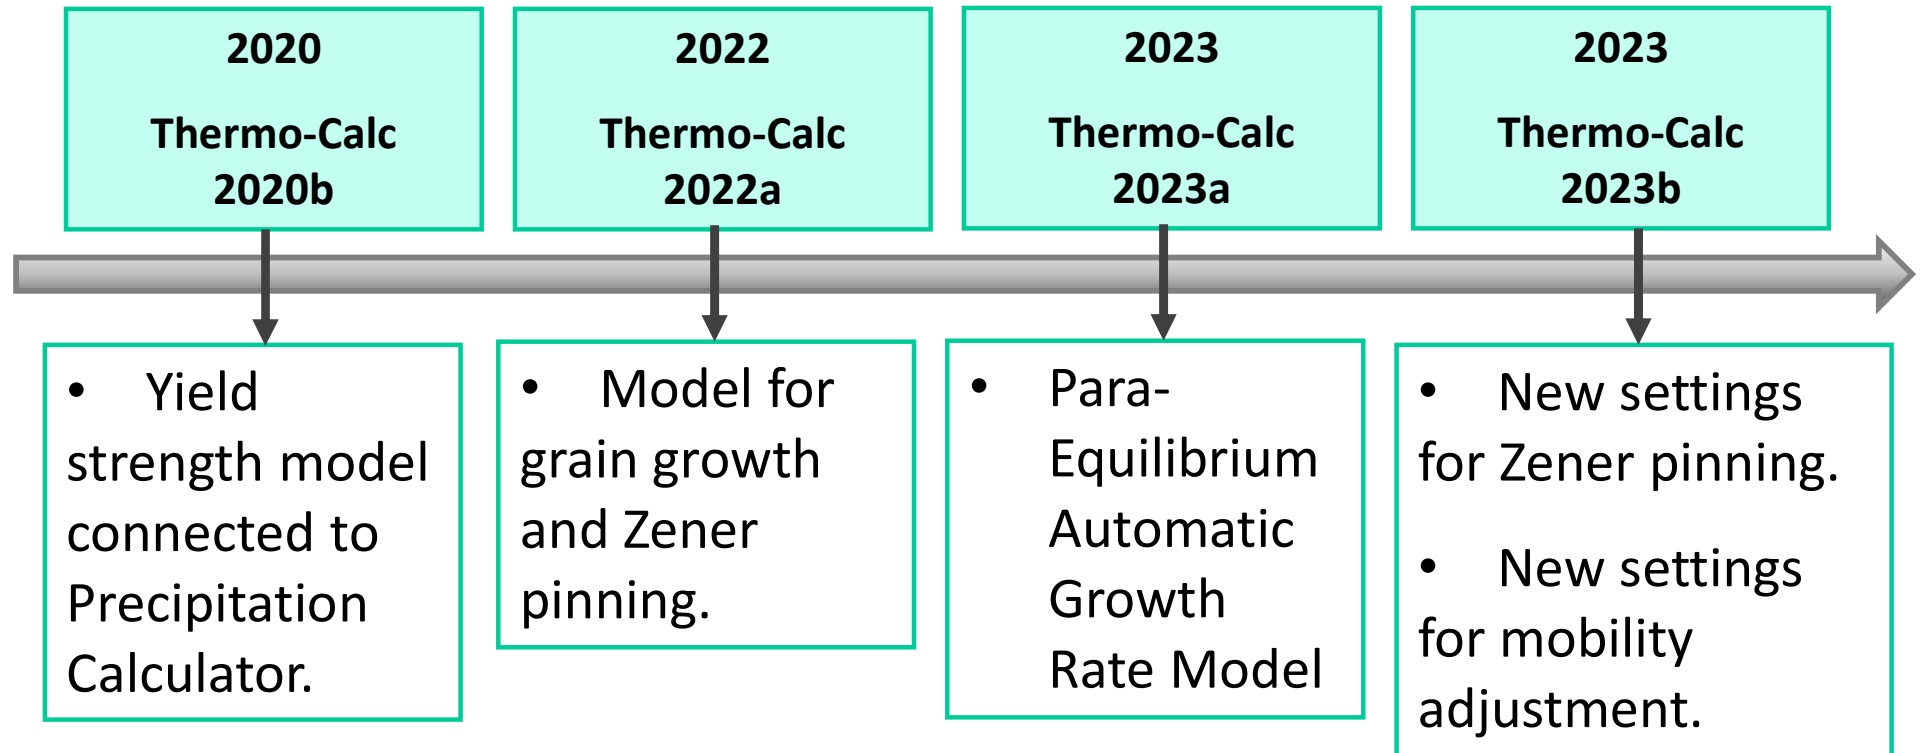 2020
Thermo-Calc
2020b
2022
Thermo-Calc
2022a
2023
Thermo-Calc
2023a
2023
Thermo-Calc
2023b
• Yield
strength model
connected to
Precipitation
Calculator.
• Model for
grain growth
and Zener
pinning.
• Para-
Equilibrium
Automatic
Growth
Rate Model
• New settings
for Zener pinning.
• New settings
for mobility
adjustment.